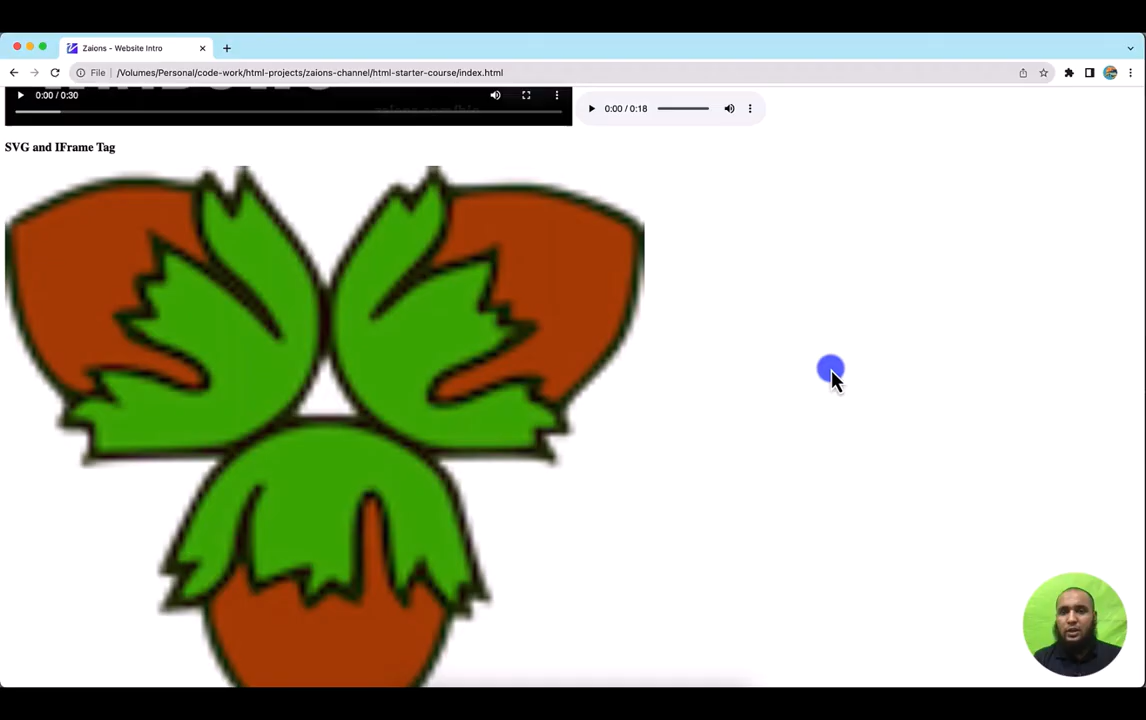 Zaions - Website Intro
File
/Volumes/Personal/code-work/html-projects/zaions-channel/html-starter-course/index.html
0:00 / 0:30
0:00 / 0:18
SVG and IFrame Tag